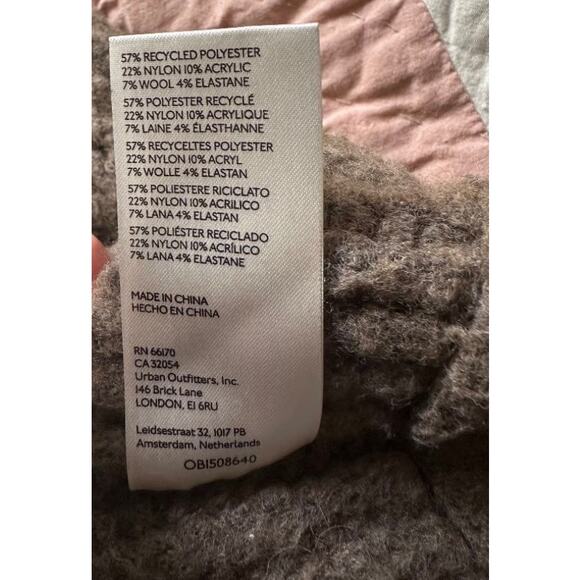 57% RECYCLED POLYESTER
22% NYLON 10% ACRYLIC
7% WOOL 4% ELASTANE
57% POLYESTER RECYCLÉ
22% NYLON 10% ACRYLIQUE
7% LAINE 4% ÉLASTHANNE
57% RECYCELTES POLYESTER
22% NYLON 10% ACRYL
7% WOLLE 4% ELASTANE
57% POLIESTERE RICICLATO
22% NYLON 10% ACRILICO
7% LANA 4% ELASTAN
57% POLIÉSTER RECICLADO
22% NYLON 10% ACRÍLICO
7% LANA 4% ELASTANE
MADE IN CHINA
HECHO EN CHINA
RN 66170
CA 32054
Urban Outfitters, Inc.
146 Brick Lane
LONDON, E1 6RU
Leidsestraat 32, 1017 PB
Amsterdam, Netherlands
OB1508640